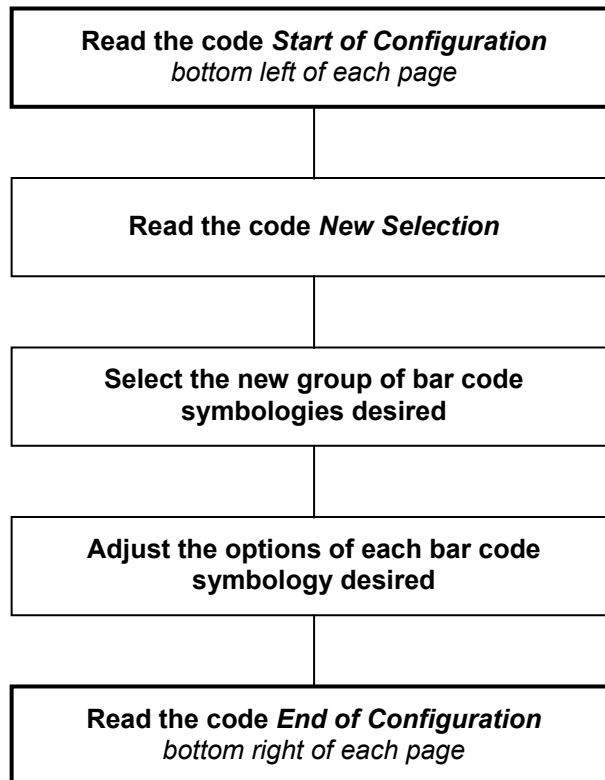 Read the code Start of Configuration
bottom left of each page
Read the code New Selection
Select the new group of bar code
symbologies desired
Adjust the options of each bar code
symbology desired
Read the code End of Configuration
bottom right of each page